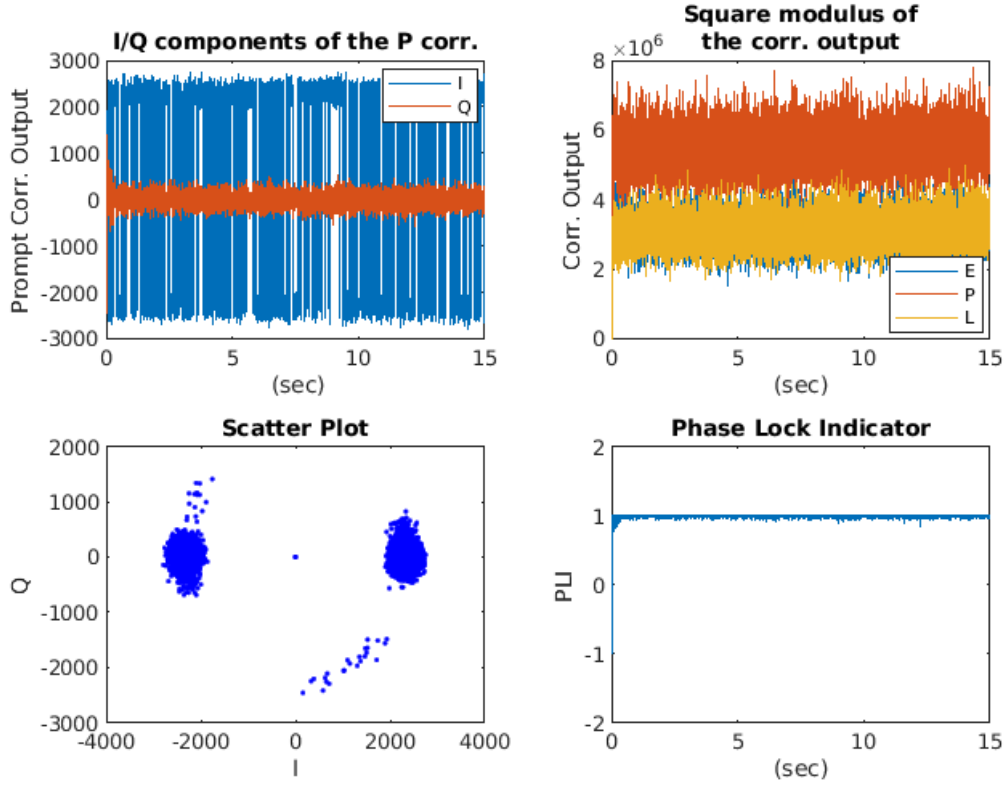 I/Q components of the P corr.
Prompt Corr. Output
3000
2000
1000
0
-1000
-2000
-3000
I
Q
0
5
10
15
(sec)
Square modulus of
the corr. output
×10⁶
Corr. Output
8
6
4
2
0
E
P
L
0
5
10
15
(sec)
Scatter Plot
Q
2000
1000
0
-1000
-2000
-3000
-4000
-2000
0
2000
4000
I
Phase Lock Indicator
PLI
2
1
0
-1
-2
0
5
10
15
(sec)